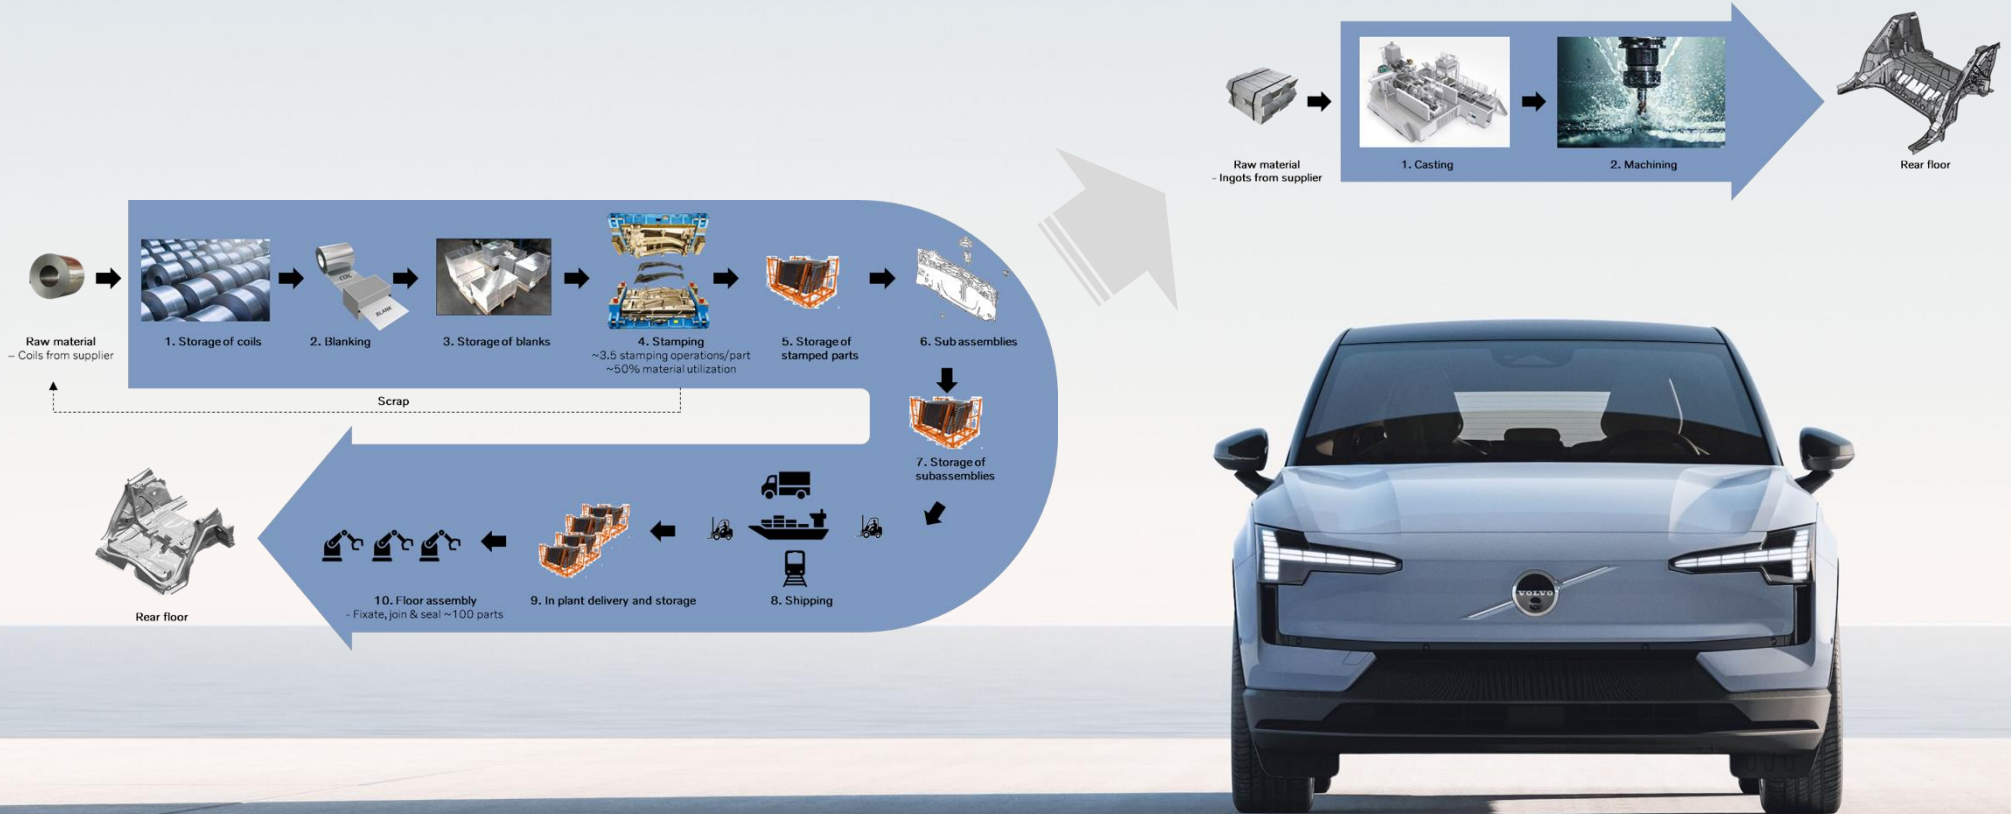 Raw material
- Ingots from supplier
1. Casting
2. Machining
Rear floor
Raw material
– Coils from supplier
1. Storage of coils
2. Blanking
COIL
BLANK
3. Storage of blanks
4. Stamping
~3.5 stamping operations/part
~50% material utilization
5. Storage of
stamped parts
6. Sub assemblies
Scrap
7. Storage of
subassemblies
8. Shipping
9. In plant delivery and storage
10. Floor assembly
- Fixate, join & seal ~100 parts
Rear floor
VOLVO